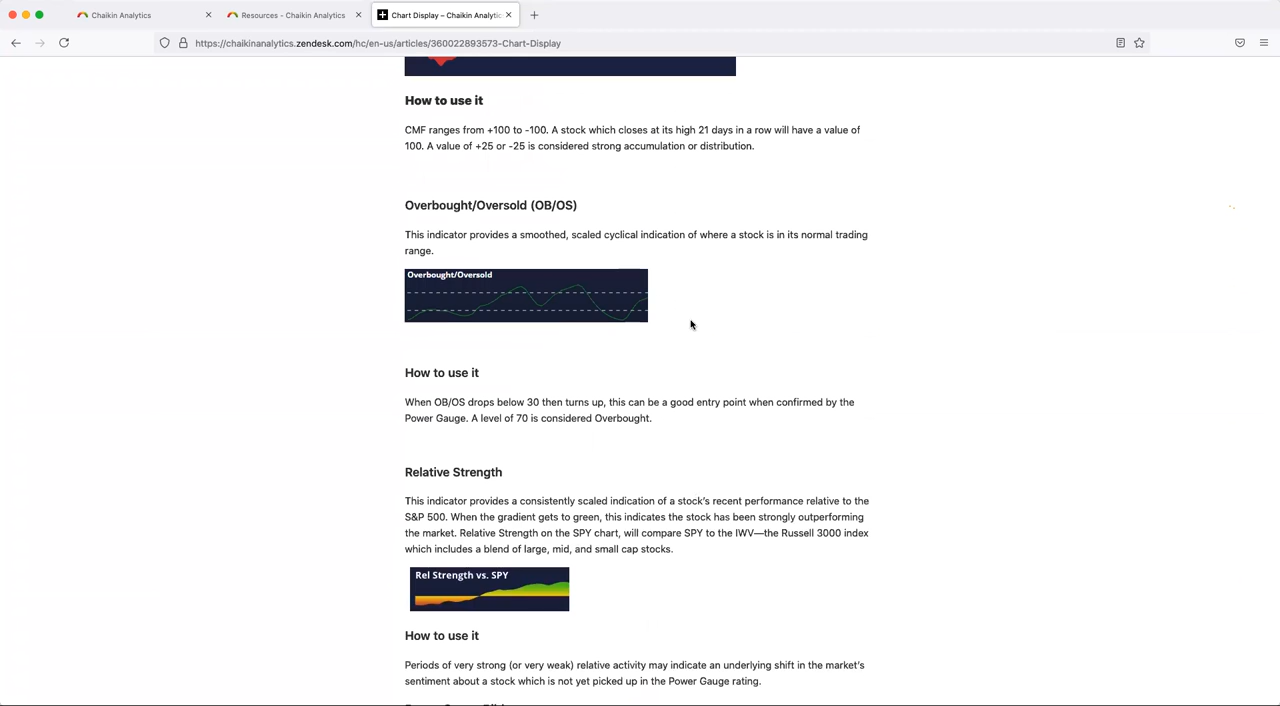 Chaikin Analytics
Resources - Chaikin Analytics
Chart Display – Chaikin Analytic
https://chaikinanalytics.zendesk.com/hc/en-us/articles/360022893573-Chart-Display
How to use it
CMF ranges from +100 to -100. A stock which closes at its high 21 days in a row will have a value of
100. A value of +25 or -25 is considered strong accumulation or distribution.
Overbought/Oversold (OB/OS)
This indicator provides a smoothed, scaled cyclical indication of where a stock is in its normal trading
range.
Overbought/Oversold
How to use it
When OB/OS drops below 30 then turns up, this can be a good entry point when confirmed by the
Power Gauge. A level of 70 is considered Overbought.
Relative Strength
This indicator provides a consistently scaled indication of a stock's recent performance relative to the
S&P 500. When the gradient gets to green, this indicates the stock has been strongly outperforming
the market. Relative Strength on the SPY chart, will compare SPY to the IWV—the Russell 3000 index
which includes a blend of large, mid, and small cap stocks.
Rel Strength vs. SPY
How to use it
Periods of very strong (or very weak) relative activity may indicate an underlying shift in the market's
sentiment about a stock which is not yet picked up in the Power Gauge rating.